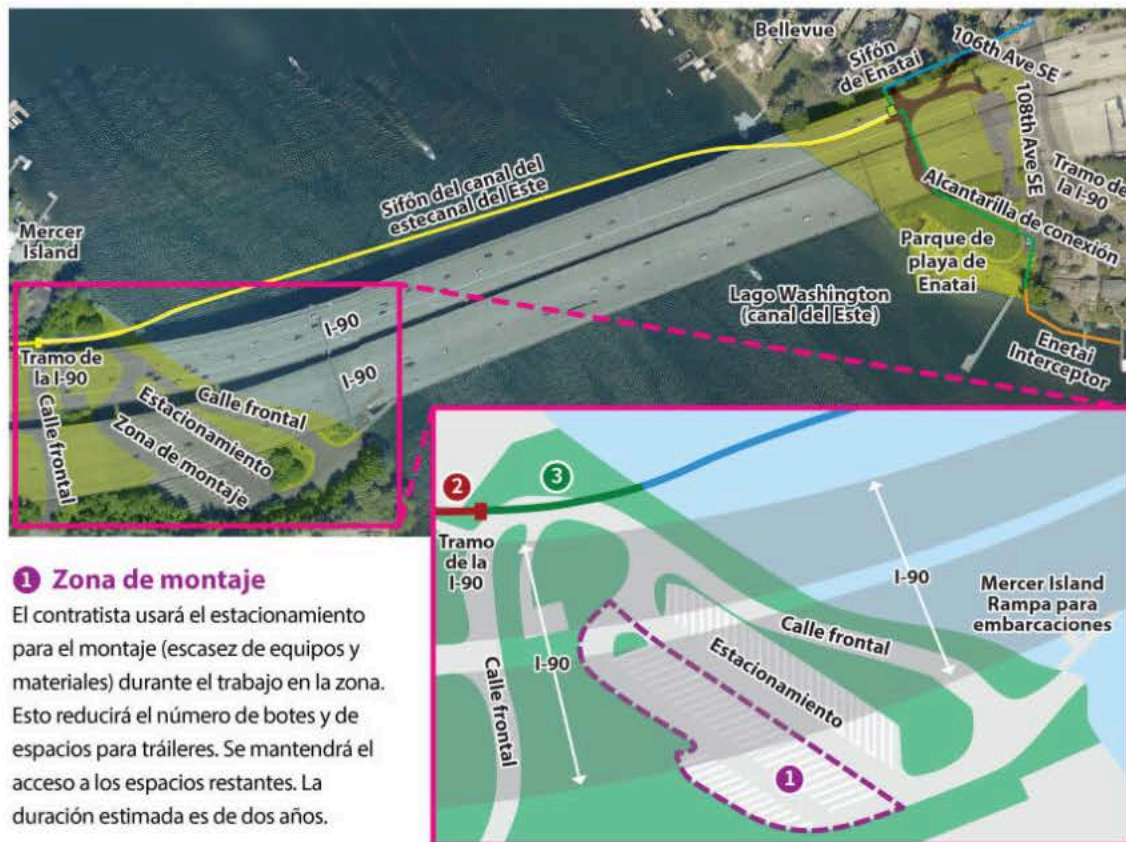 Bellevue
Sifón
de Enatai
106th Ave SE
108th Ave SE
Tramo de
la I-90
Alcantarilla de conexión
Sifón del canal del
estecanal del Este
Mercer
Island
Parque de
playa de
Enatai
Lago Washington
(canal del Este)
Enetai
Interceptor
I-90
I-90
Tramo de
la I-90
Calle frontal
Calle frontal
Estacionamiento
Zona de montaje
1 Zona de montaje
El contratista usará el estacionamiento
para el montaje (escasez de equipos y
materiales) durante el trabajo en la zona.
Esto reducirá el número de botes y de
espacios para tráileres. Se mantendrá el
acceso a los espacios restantes. La
duración estimada es de dos años.
2
3
Tramo
de la
I-90
I-90
Mercer Island
Rampa para
embarcaciones
Calle frontal
Estacionamiento
I-90
Calle frontal
1